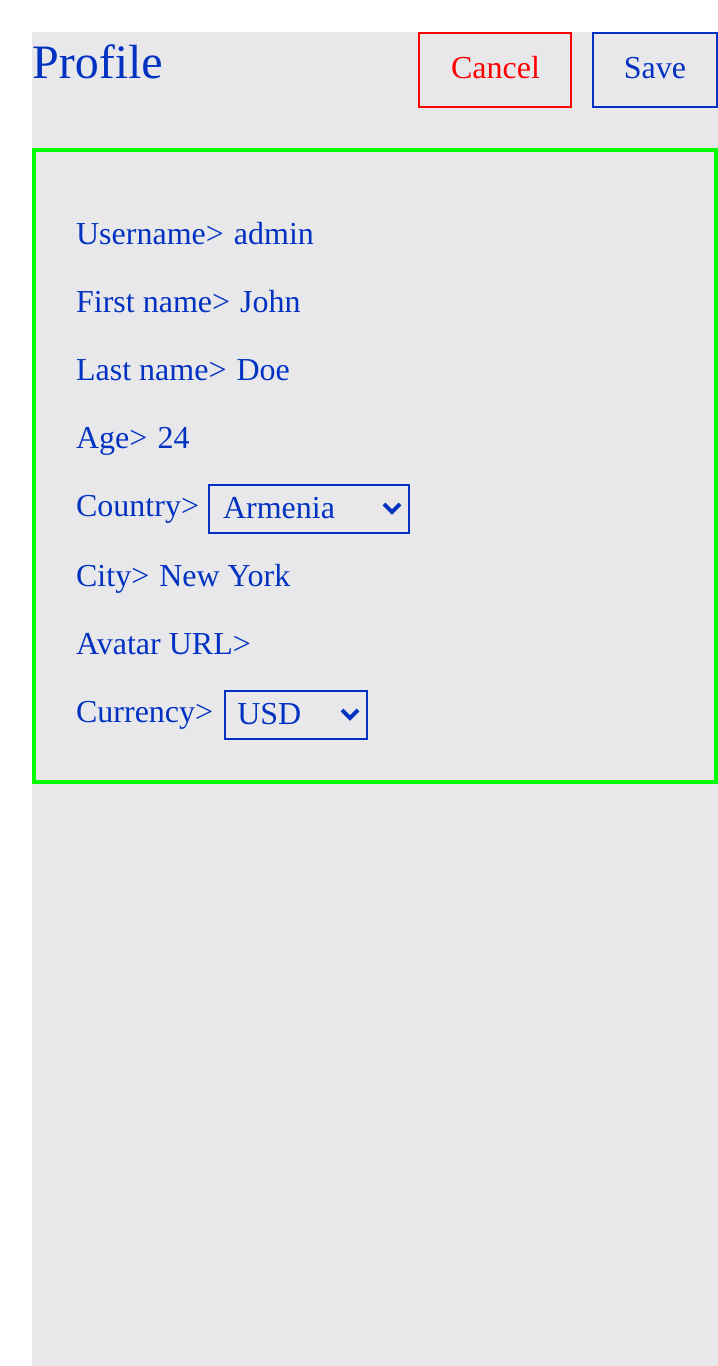 Profile
Cancel
Save
Username> admin
First name> John
Last name> Doe
Age> 24
Country> Armenia
City> New York
Avatar URL>
Currency> USD